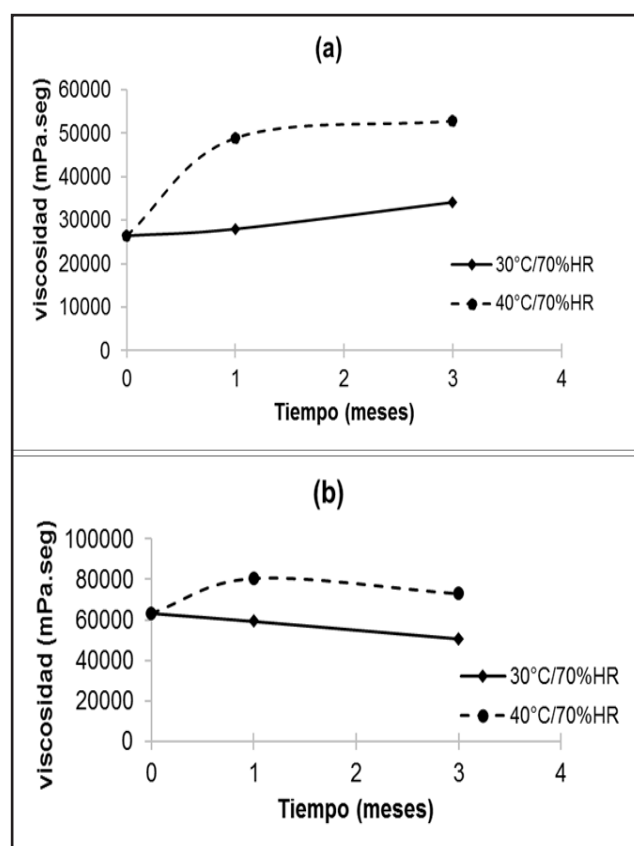 (a)
viscosidad (mPa.seg)
60000
50000
40000
30000
20000
10000
0
0 1 2 3 4
Tiempo (meses)
30°C/70%HR
40°C/70%HR
(b)
viscosidad (mPa.seg)
100000
80000
60000
40000
20000
0
0 1 2 3 4
Tiempo (meses)
30°C/70%HR
40°C/70%HR